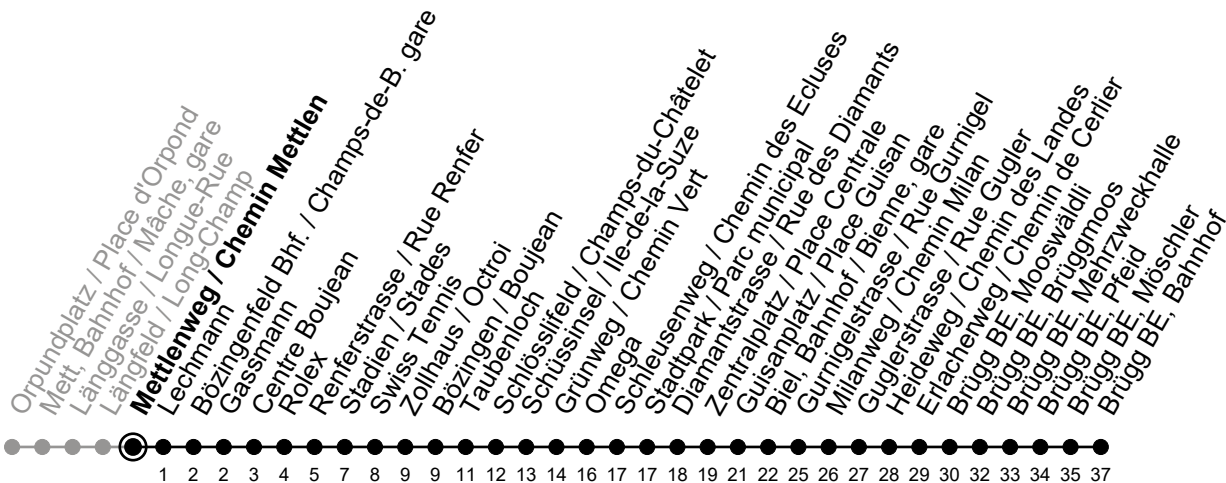 Orpundplatz / Place d'Orpond
Mett, Bahnhof / Mâche, gare
Länggasse / Longue-Rue
Längfeld / Long-Champ
Mettlenweg / Chemin Mettlen
Lechmann
Bözingenfeld Bhf. / Champs-de-B. gare
Gassmann
Centre Boujean
Rolex
Renferstrasse / Rue Renfer
Stadien / Stades
Swiss Tennis
Zollhaus / Octroi
Bözingen / Boujean
Taubenloch
Schlösslifeld / Champs-du-Châtelet
Schüssinsel / Ile-de-la-Suze
Grünweg / Chemin Vert
Omega
Schleusenweg / Chemin des Ecluses
Stadtpark / Parc municipal
Diamantstrasse / Rue des Diamants
Zentralplatz / Place Centrale
Guisanplatz / Place Guisan
Biel, Bahnhof / Bienne, gare
Gurnigelstrasse / Rue Gurnigel
Milanweg / Chemin Milan
Guglerstrasse / Rue Gugler
Heideweg / Chemin des Landes
Erlachenweg / Chemin de Cerlier
Brügg BE, Mooswäldli
Brügg BE, Brüggmoos
Brügg BE, Mehrzweckhalle
Brügg BE, Pfeid
Brügg BE, Möschler
Brügg BE, Bahnhof
1 2 2 3 4 5 7 8 9 9 11 12 13 14 16 17 17 18 19 21 22 25 26 27 28 29 30 32 33 34 35 37